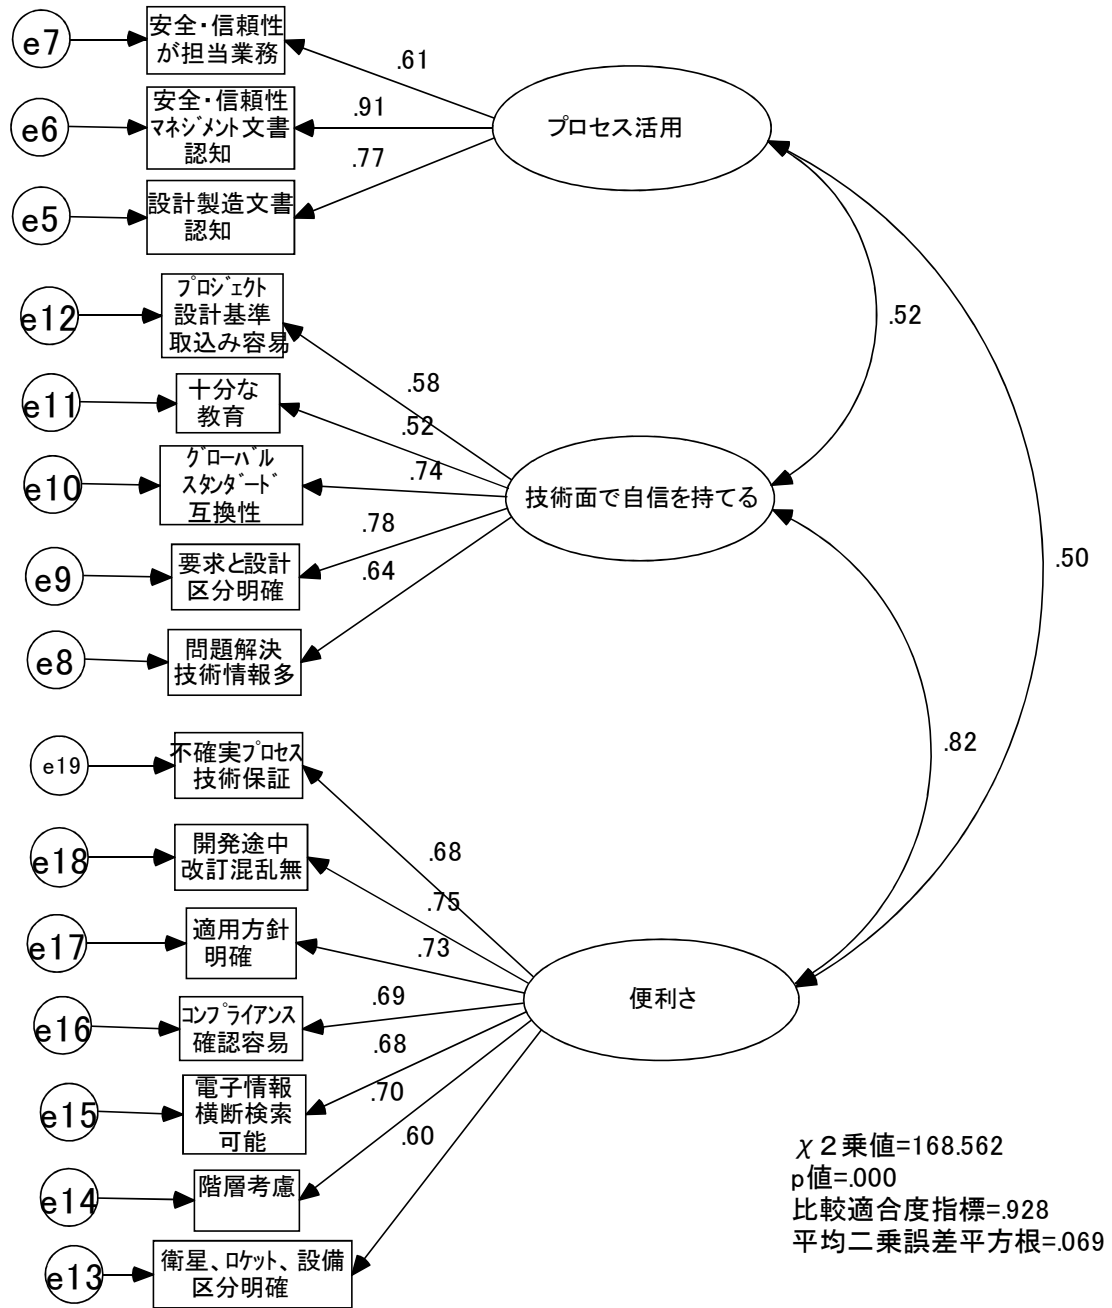 e7
安全・信頼性
が担当業務
.61
e6
安全・信頼性
マネジメント文書
認知
.91
プロセス活用
.77
e5
設計製造文書
認知
e12
プロジェクト
設計基準
取込み容易
.52
.58
e11
十分な
教育
.52
e10
グローバル
スタンダード
互換性
.74
技術面で自信を持てる
.78
e9
要求と設計
区分明確
.64
.50
e8
問題解決
技術情報多
e19
不確実プロセス
技術保証
.82
e18
開発途中
改訂混乱無
.68
.75
e17
適用方針
明確
.73
e16
コンプライアンス
確認容易
.69
便利さ
.68
e15
電子情報
横断検索
可能
.70
.60
e14
階層考慮
e13
衛星、ロケット、設備
区分明確
χ2乗値=168.562
p値=.000
比較適合度指標=.928
平均二乗誤差平方根=.069